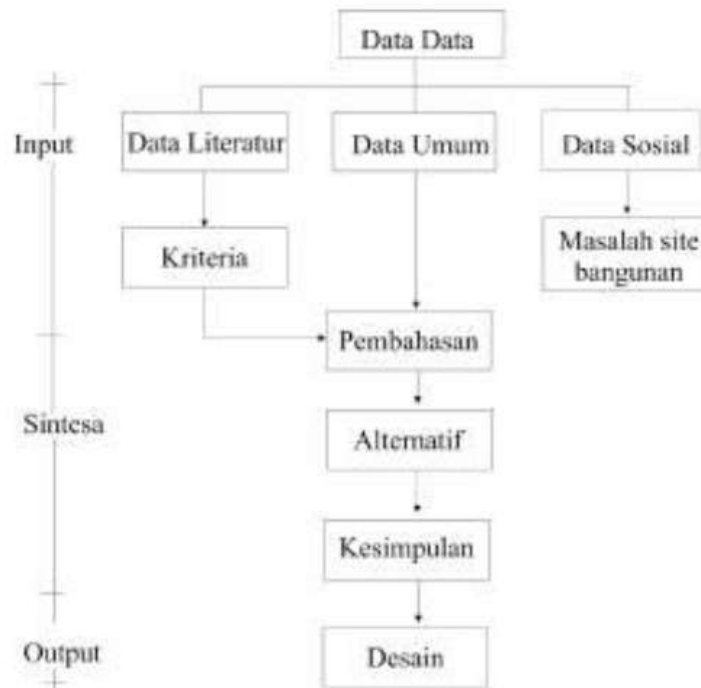 Data Data
Input
Data Literatur
Data Umum
Data Sosial
Kriteria
Masalah site
bangunan
Pembahasan
Sintesa
Alternatif
Kesimpulan
Output
Desain